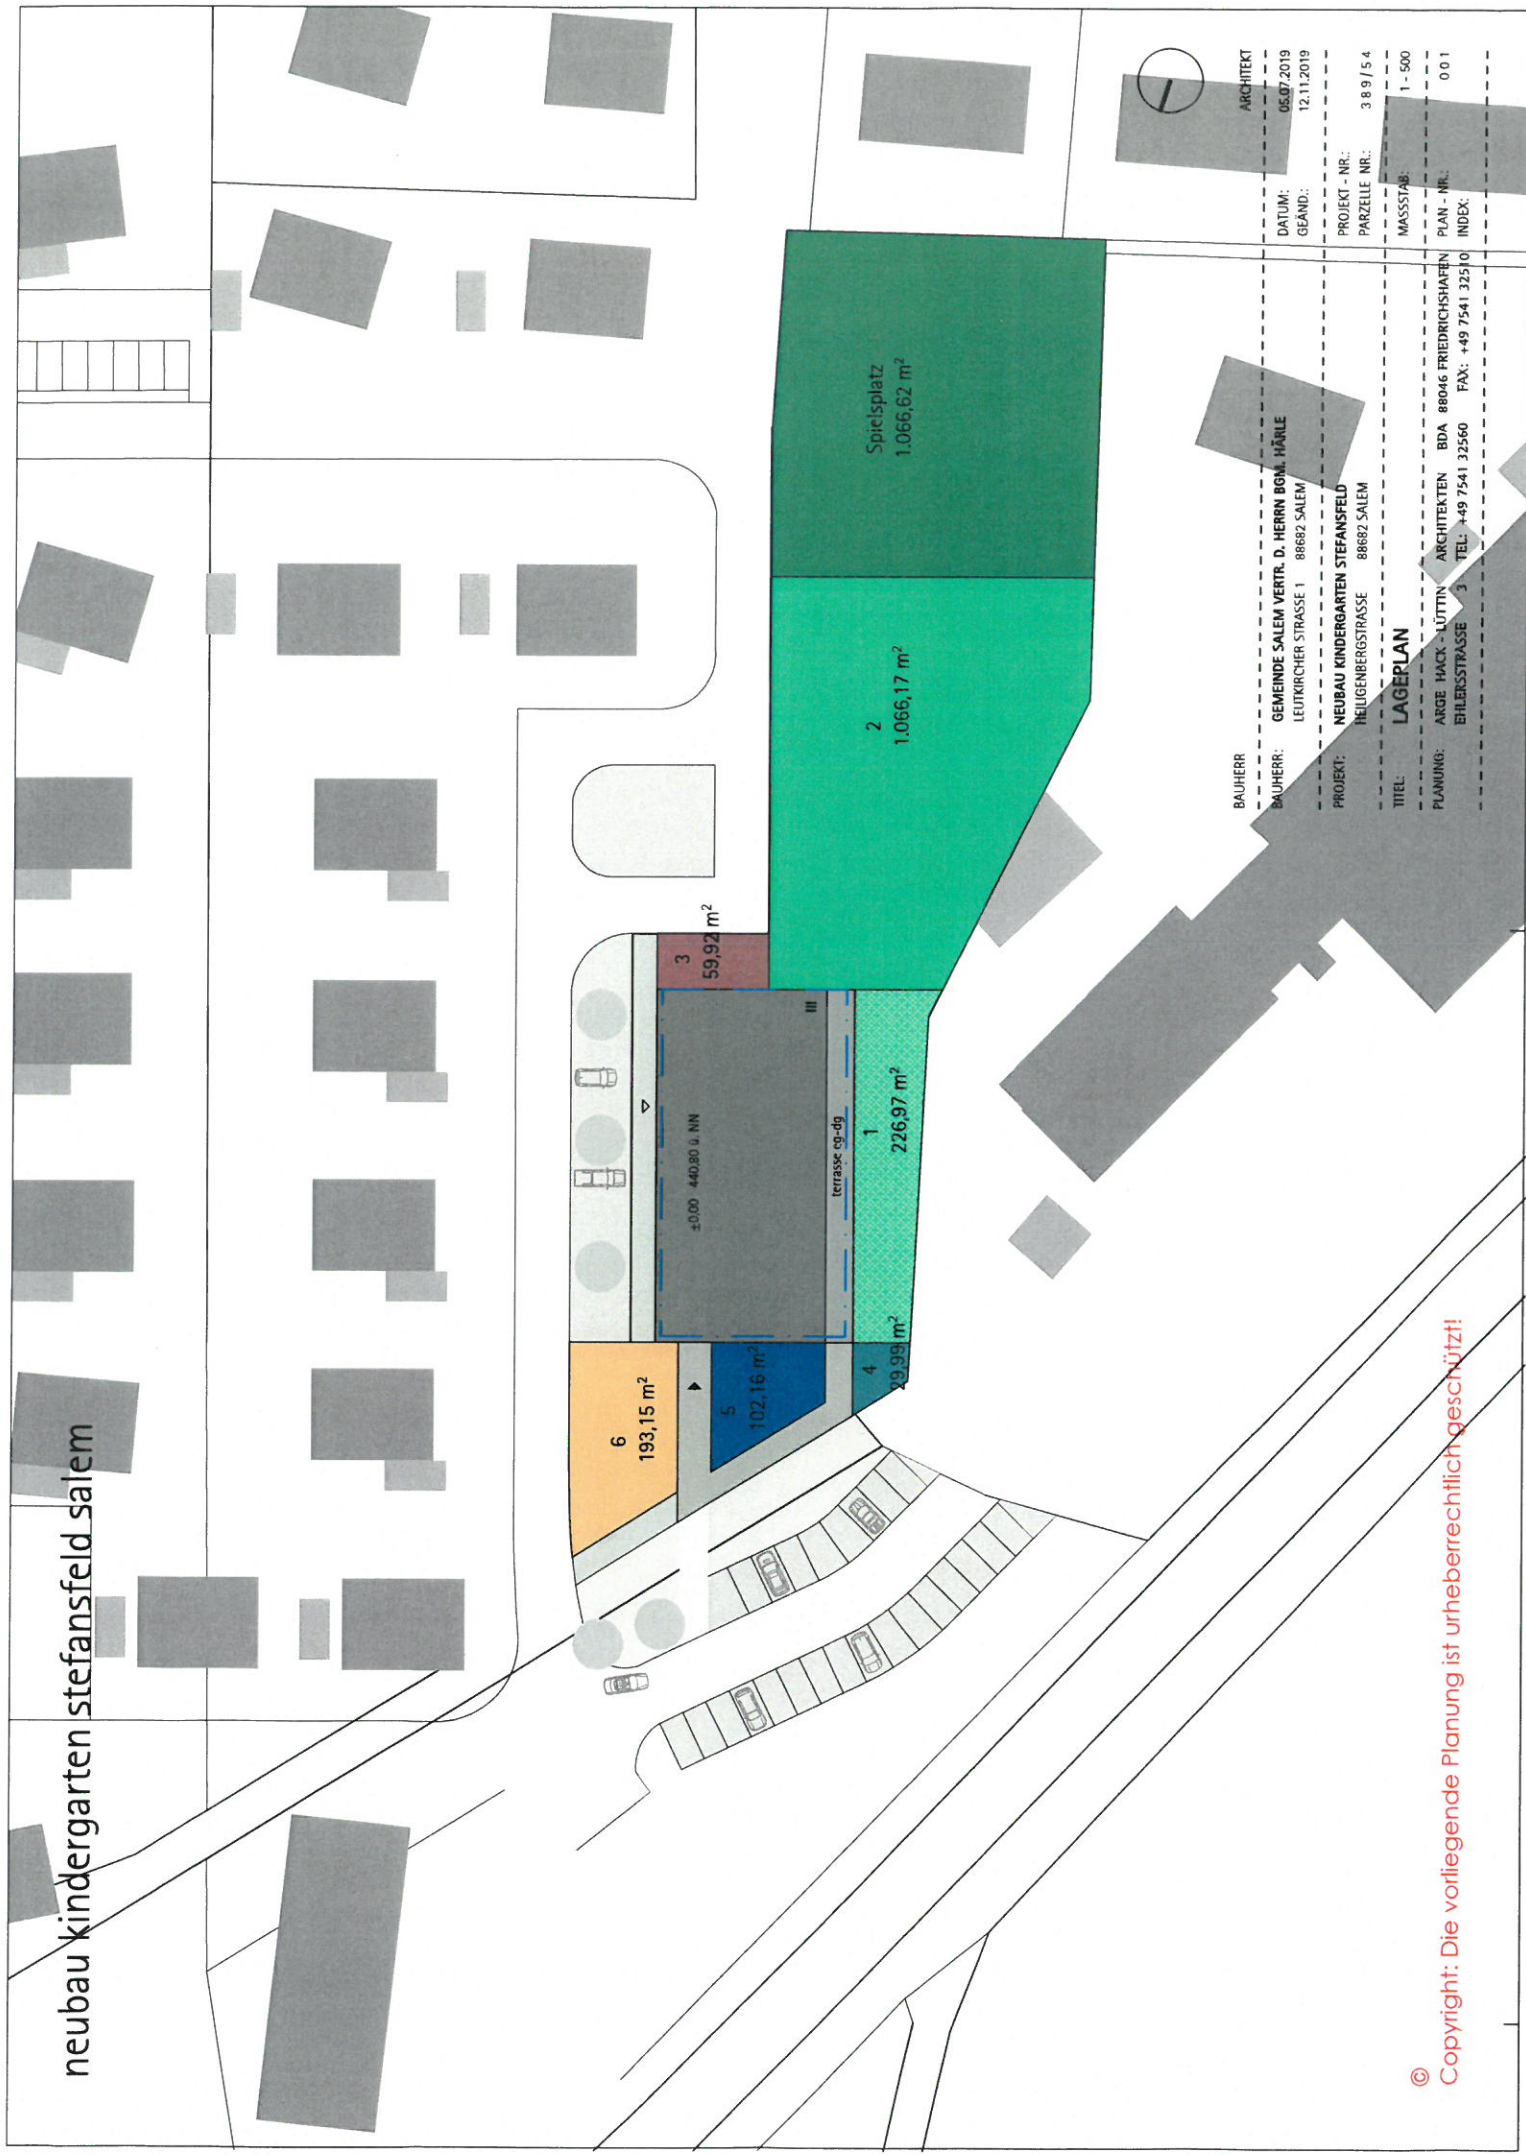 neubau kindergarten stefansfeld salem
6
193,15 m²
5
102,16 m²
4
29,99 m²
±0,00 440,80 ü. NN
III
terrasse eg-dg
1
226,97 m²
3
59,92 m²
2
1.066,17 m²
Spielsplatz
1.066,62 m²
BAUHERR ARCHITEKT
BAUHERR: GEMEINDE SALEM VERTR. D. HERRN BGM. HÄRLE DATUM: 05.07.2019
LEUTKIRCHER STRASSE 1 88682 SALEM GEÄND.: 12.11.2019
PROJEKT: NEUBAU KINDERGARTEN STEFANSFELD PROJEKT - NR.:
HEILIGENBERGSTRASSE 88682 SALEM PARZELLE NR.: 389/54
TITEL: LAGEPLAN MASSSTAB: 1 - 500
PLANUNG: ARGE HACK - LÜTTIN ARCHITEKTEN BDA 88046 FRIEDRICHSHAFEN PLAN - NR.: 001
EHLERSSTRASSE 3 TEL: +49 7541 32560 FAX: +49 7541 32510 INDEX:
©
Copyright: Die vorliegende Planung ist urheberrechtlich geschützt!